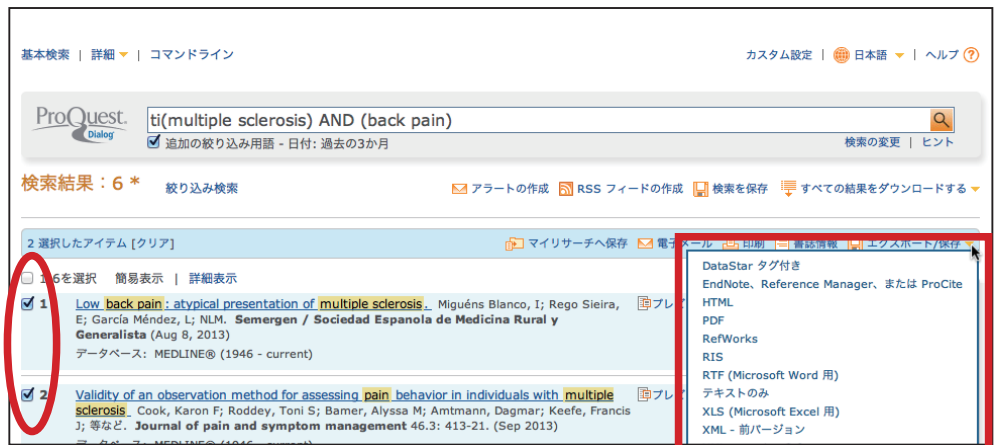 基本検索 | 詳細 | コマンドライン
カスタム設定 | 日本語 | ヘルプ ?
ProQuest.
Dialog
ti(multiple sclerosis) AND (back pain)
追加の絞り込み用語 - 日付: 過去の3か月
検索の変更 | ヒント
検索結果：6 *
絞り込み検索
アラートの作成 RSS フィードの作成 検索を保存 すべての結果をダウンロードする
2 選択したアイテム [クリア]
マイリサーチへ保存 電子メール 印刷 書誌情報 エクスポート/保存
6を選択 簡易表示 | 詳細表示
1 Low back pain : atypical presentation of multiple sclerosis. Miguéns Blanco, I; Rego Sieira,
E; García Méndez, L; NLM. Semergen / Sociedad Espanola de Medicina Rural y
Generalista (Aug 8, 2013)
データベース: MEDLINE® (1946 - current)
プレ
2 Validity of an observation method for assessing pain behavior in individuals with multiple
sclerosis Cook, Karon F; Roddey, Toni S; Bamer, Alyssa M; Amtmann, Dagmar; Keefe, Francis
J; 等など. Journal of pain and symptom management 46.3: 413-21. (Sep 2013)
データベース: MEDLINE® (1946 - current)
プレ
DataStar タグ付き
EndNote、Reference Manager、または ProCite
HTML
PDF
RefWorks
RIS
RTF (Microsoft Word 用)
テキストのみ
XLS (Microsoft Excel 用)
XML - 前バージョン